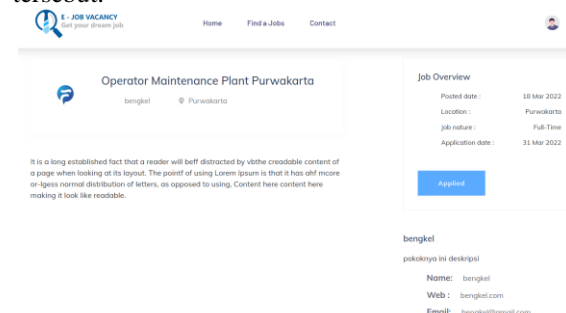 tersebut.
E - JOB VACANCY
Get your dream job
Home Find a Jobs Contact
Operator Maintenance Plant Purwakarta
bengkel Purwakarta
It is a long established fact that a reader will beff distracted by vbthe creadable content of
a page when looking at its layout. The pointf of using Lorem Ipsum is that it has ahf mcore
or-lgess normal distribution of letters, as opposed to using, Content here content here
making it look like readable.
Job Overview
Posted date : 18 Mar 2022
Location : Purwakarta
job nature : Full-Time
Application date : 31 Mar 2022
Applied
bengkel
pokoknya ini deskripsi
Name: bengkel
Web : bengkel.com
Email: bengkel@gmail.com